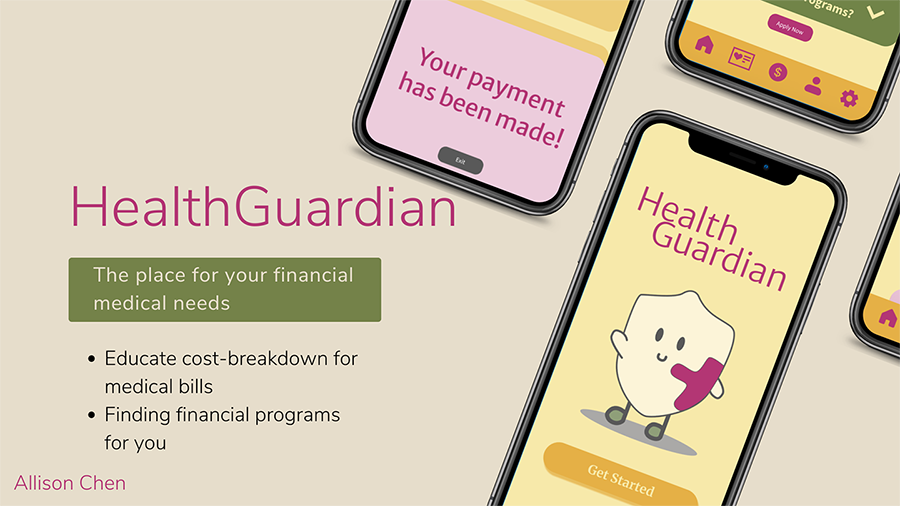 HealthGuardian
The place for your financial
medical needs
• Educate cost-breakdown for
medical bills
• Finding financial programs
for you
Allison Chen
Your payment
has been made!
Exit
rograms?
Apply Now
Health
Guardian
Get Started